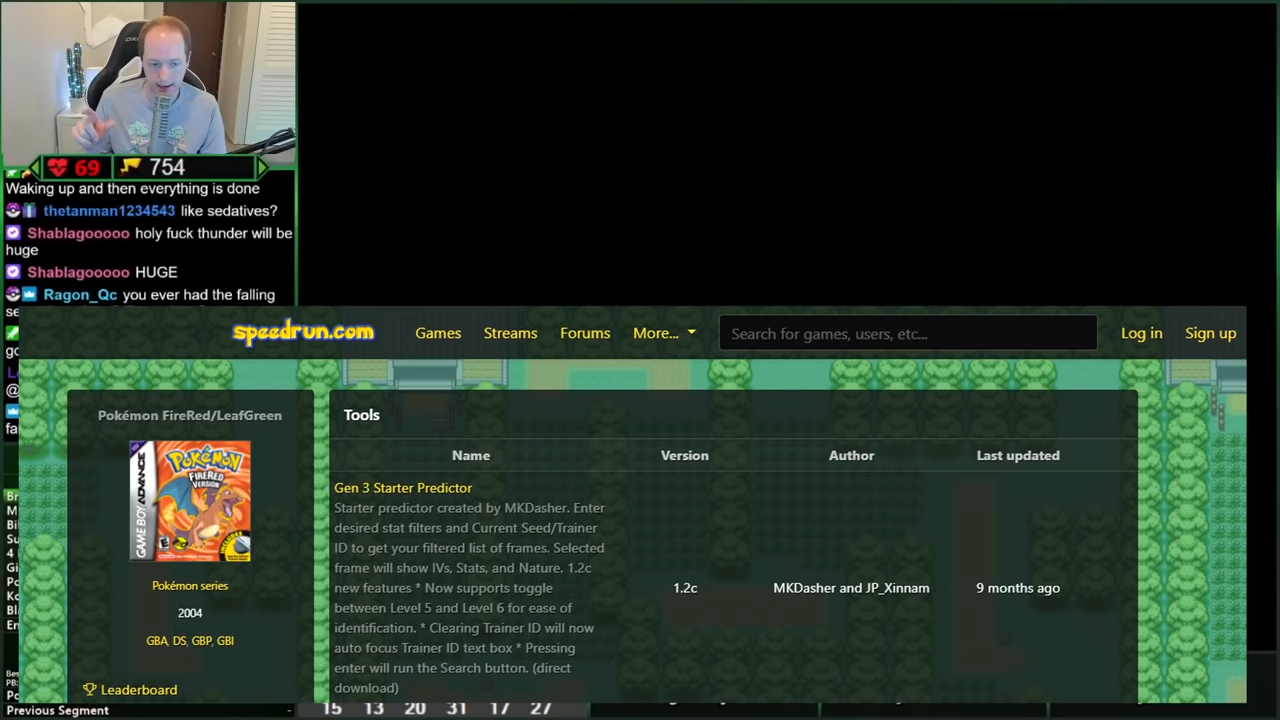 69
754
Waking up and then everything is done
thetanman1234543 like sedatives?
Shablagooooo holy fuck thunder will be
huge
Shablagooooo HUGE
Ragon_Qc you ever had the falling
speedrun.com
Games
Streams
Forums
More...
Search for games, users, etc...
Log in
Sign up
Pokémon FireRed/LeafGreen
GAME BOY ADVANCE
POKéMON
FIRERED
VERSION
Pokémon series
2004
GBA, DS, GBP, GBI
Leaderboard
Tools
Name
Version
Author
Last updated
Gen 3 Starter Predictor
Starter predictor created by MKDasher. Enter
desired stat filters and Current Seed/Trainer
ID to get your filtered list of frames. Selected
frame will show IVs, Stats, and Nature. 1.2c
new features * Now supports toggle
between Level 5 and Level 6 for ease of
identification. * Clearing Trainer ID will now
auto focus Trainer ID text box * Pressing
enter will run the Search button. (direct
download)
1.2c
MKDasher and JP_Xinnam
9 months ago
Previous Segment
-
15 13 20 31 17 27